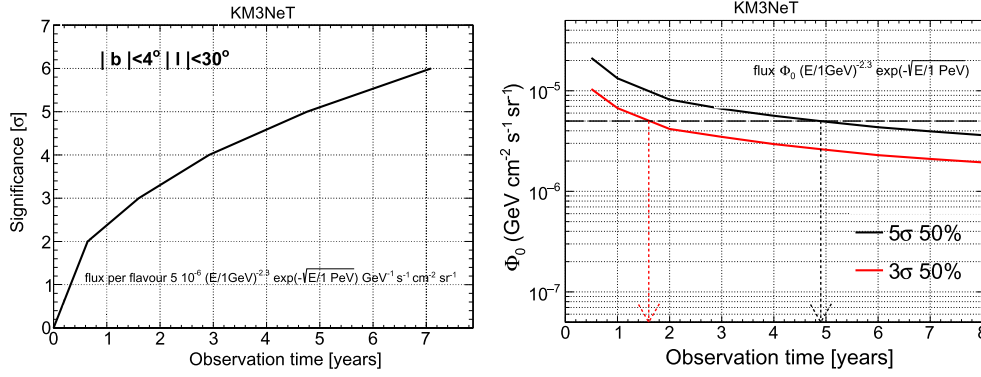 KM3NeT
7
6
5
4
3
2
1
0
Significance [σ]
| b |<4° | l |<30°
flux per flavour 5 10⁻⁶ (E/1GeV)⁻²·³ exp(-√E/1 PeV) GeV⁻¹ s⁻¹ cm⁻² sr⁻¹
0 1 2 3 4 5 6 7
Observation time [years]
KM3NeT
flux Φ₀ (E/1GeV)⁻²·³ exp(-√E/1 PeV)
10⁻⁵
10⁻⁶
10⁻⁷
Φ₀ (GeV cm⁻² s⁻¹ sr⁻¹)
5σ 50%
3σ 50%
0 1 2 3 4 5 6 7 8
Observation time [years]